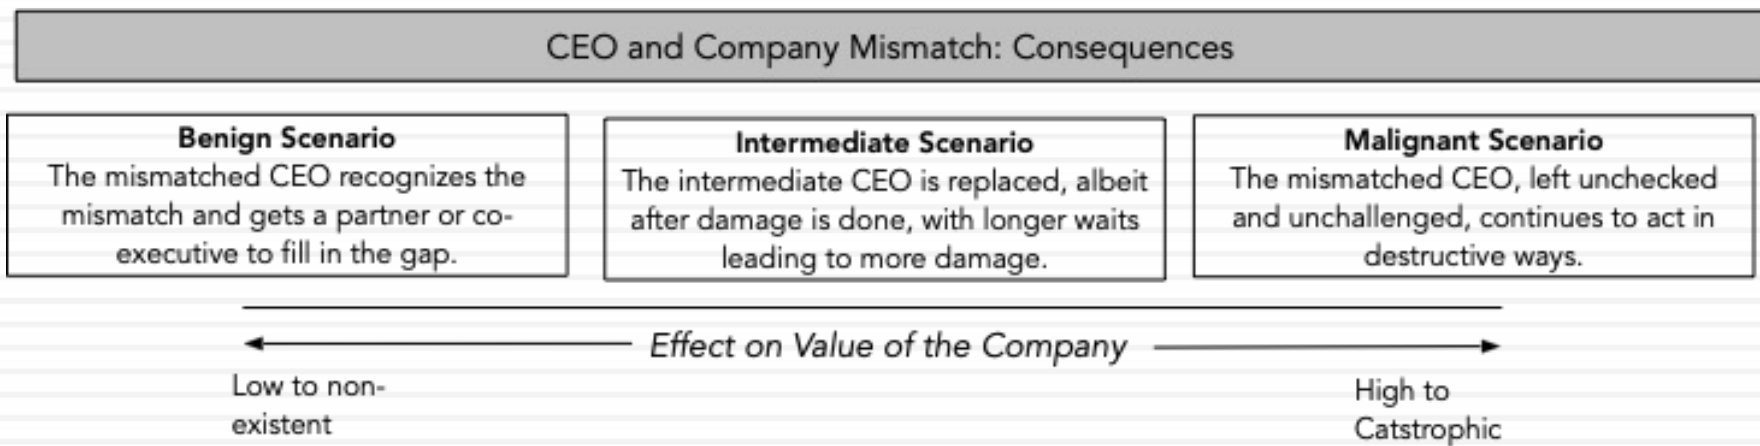 CEO and Company Mismatch: Consequences
Benign Scenario
The mismatched CEO recognizes the
mismatch and gets a partner or co-
executive to fill in the gap.
Intermediate Scenario
The intermediate CEO is replaced, albeit
after damage is done, with longer waits
leading to more damage.
Malignant Scenario
The mismatched CEO, left unchecked
and unchallenged, continues to act in
destructive ways.
Effect on Value of the Company
Low to non-
existent
High to
Catstrophic